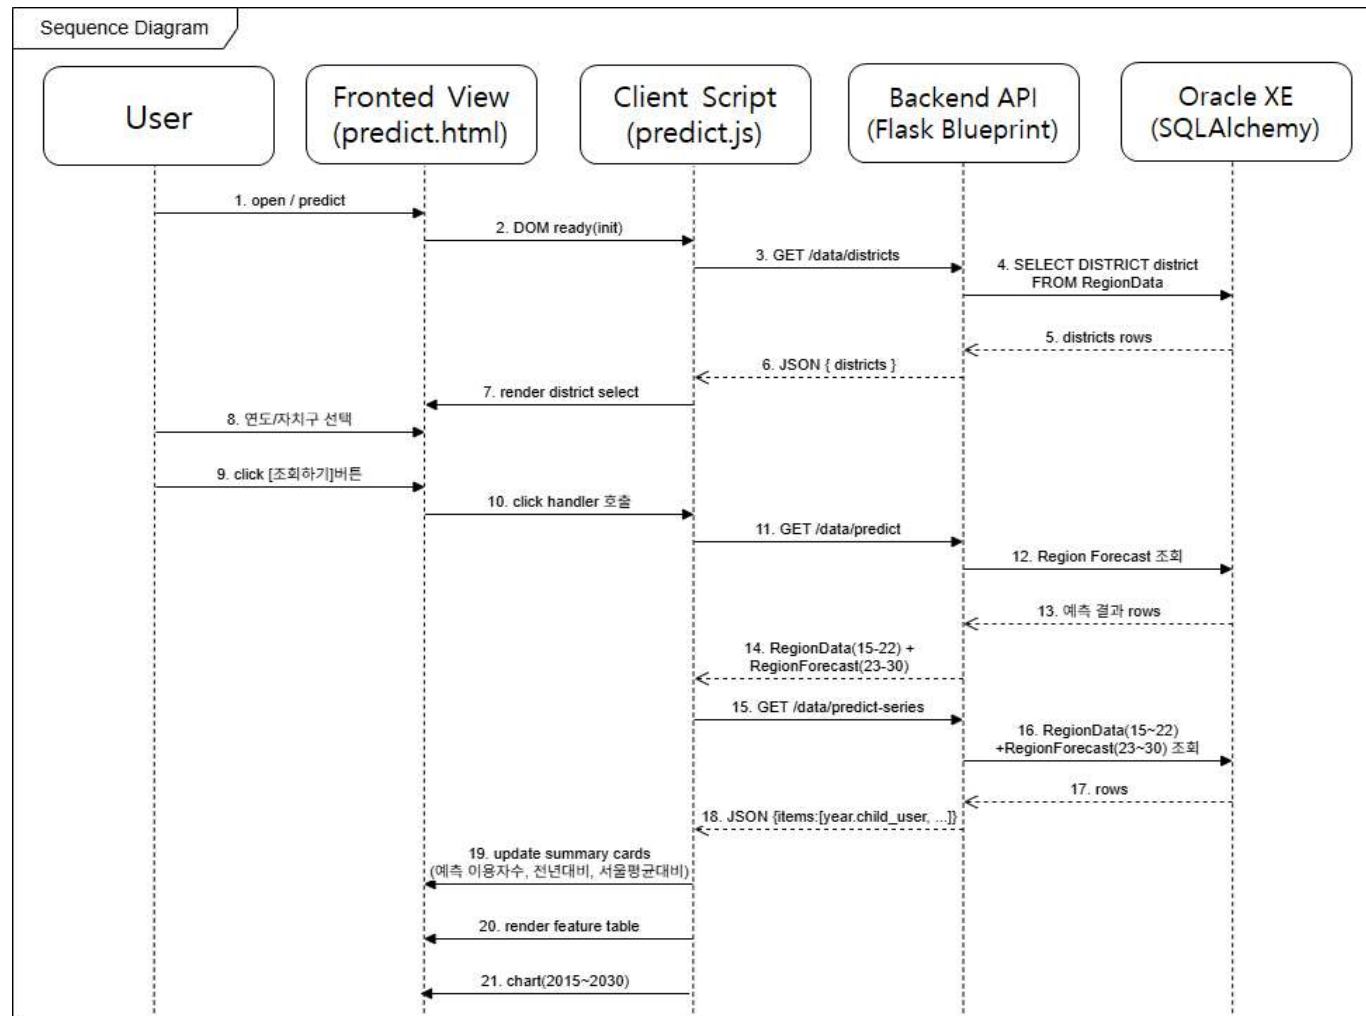 Sequence Diagram
User
Fronted View
(predict.html)
Client Script
(predict.js)
Backend API
(Flask Blueprint)
Oracle XE
(SQLAlchemy)
1. open / predict
2. DOM ready(init)
3. GET /data/districts
4. SELECT DISTRICT district
FROM RegionData
5. districts rows
6. JSON { districts }
7. render district select
8. 연도/자치구 선택
9. click [조회하기]버튼
10. click handler 호출
11. GET /data/predict
12. Region Forecast 조회
13. 예측 결과 rows
14. RegionData(15-22) +
RegionForecast(23-30)
15. GET /data/predict-series
16. RegionData(15~22)
+RegionForecast(23~30) 조회
17. rows
18. JSON {items:[year.child_user, ...]}
19. update summary cards
(예측 이용자수, 전년대비, 서울평균대비)
20. render feature table
21. chart(2015~2030)